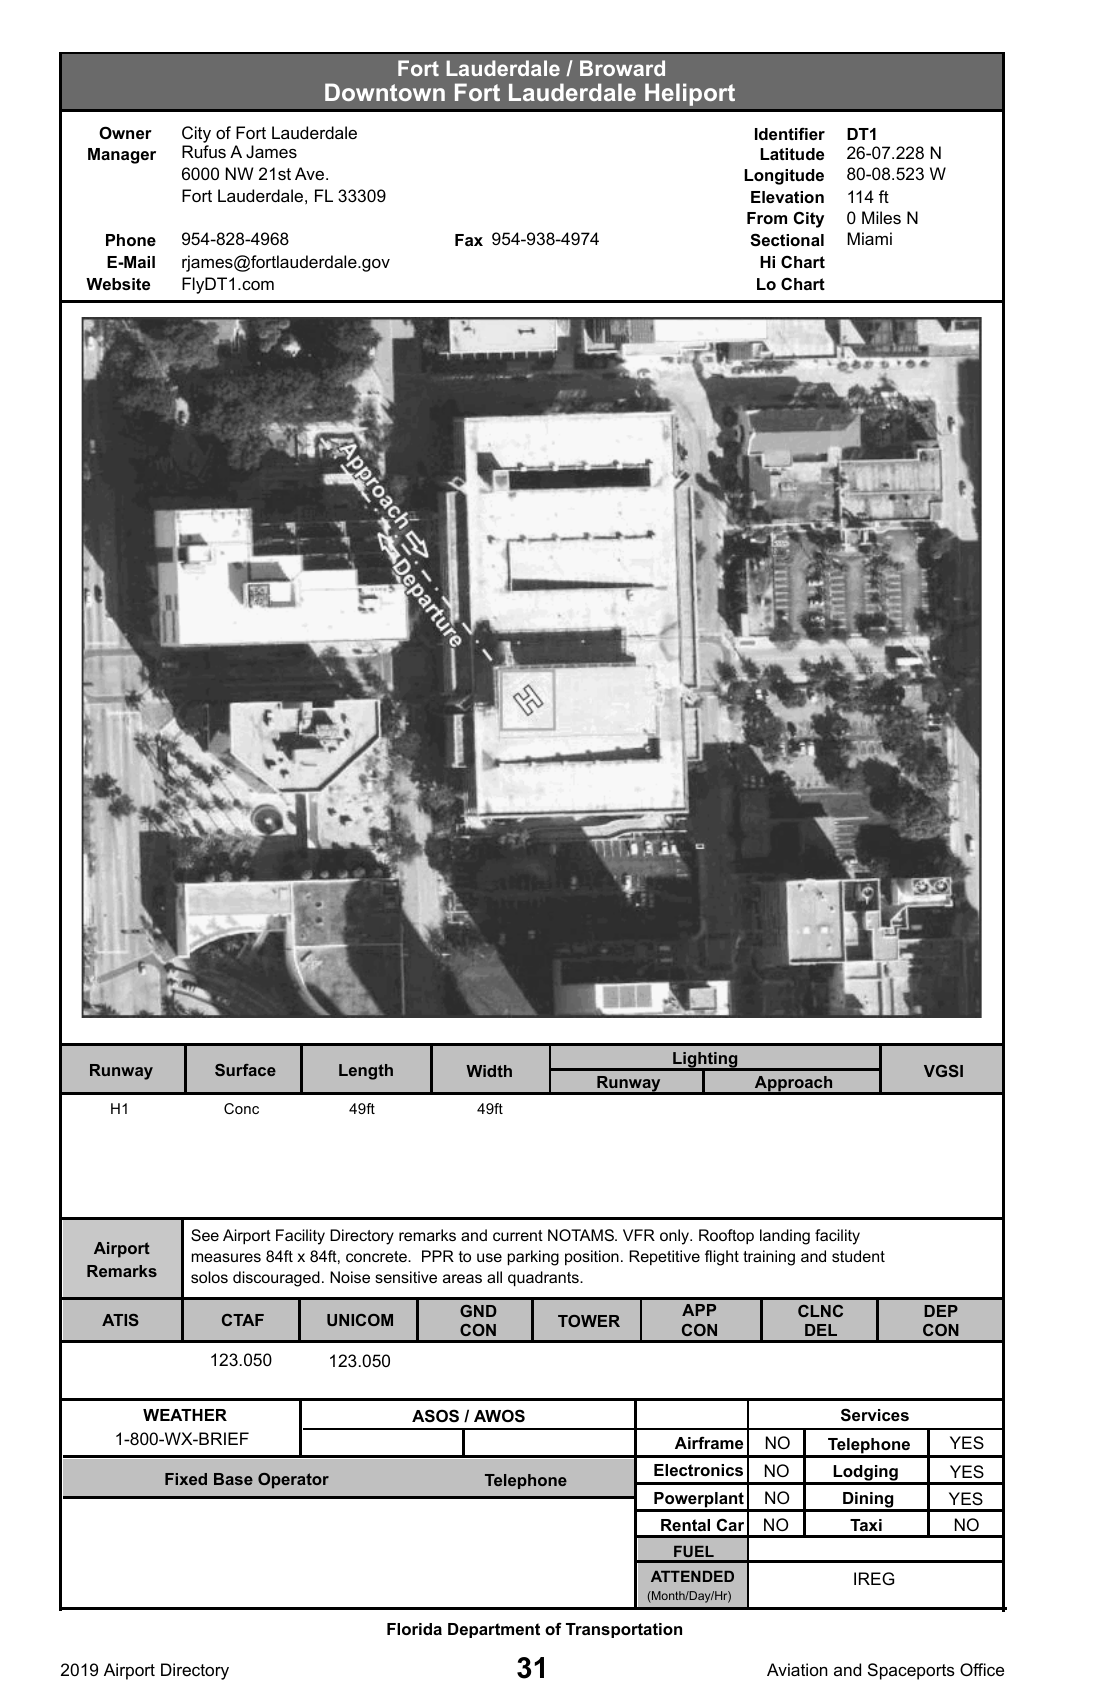 Fort Lauderdale / Broward
Downtown Fort Lauderdale Heliport
Owner City of Fort Lauderdale Identifier DT1
Manager Rufus A James Latitude 26-07.228 N
6000 NW 21st Ave. Longitude 80-08.523 W
Fort Lauderdale, FL 33309 Elevation 114 ft
From City 0 Miles N
Phone 954-828-4968 Fax 954-938-4974 Sectional Miami
E-Mail rjames@fortlauderdale.gov Hi Chart
Website FlyDT1.com Lo Chart
Approach
Departure
H
Runway Surface Length Width Lighting VGSI
Runway Approach
H1 Conc 49ft 49ft
Airport Remarks
See Airport Facility Directory remarks and current NOTAMS. VFR only. Rooftop landing facility
measures 84ft x 84ft, concrete. PPR to use parking position. Repetitive flight training and student
solos discouraged. Noise sensitive areas all quadrants.
ATIS CTAF UNICOM GND CON TOWER APP CON CLNC DEL DEP CON
123.050 123.050
WEATHER ASOS / AWOS Services
1-800-WX-BRIEF
Airframe NO Telephone YES
Fixed Base Operator Telephone
Electronics NO Lodging YES
Powerplant NO Dining YES
Rental Car NO Taxi NO
FUEL
ATTENDED IREG
(Month/Day/Hr)
Florida Department of Transportation
2019 Airport Directory 31 Aviation and Spaceports Office